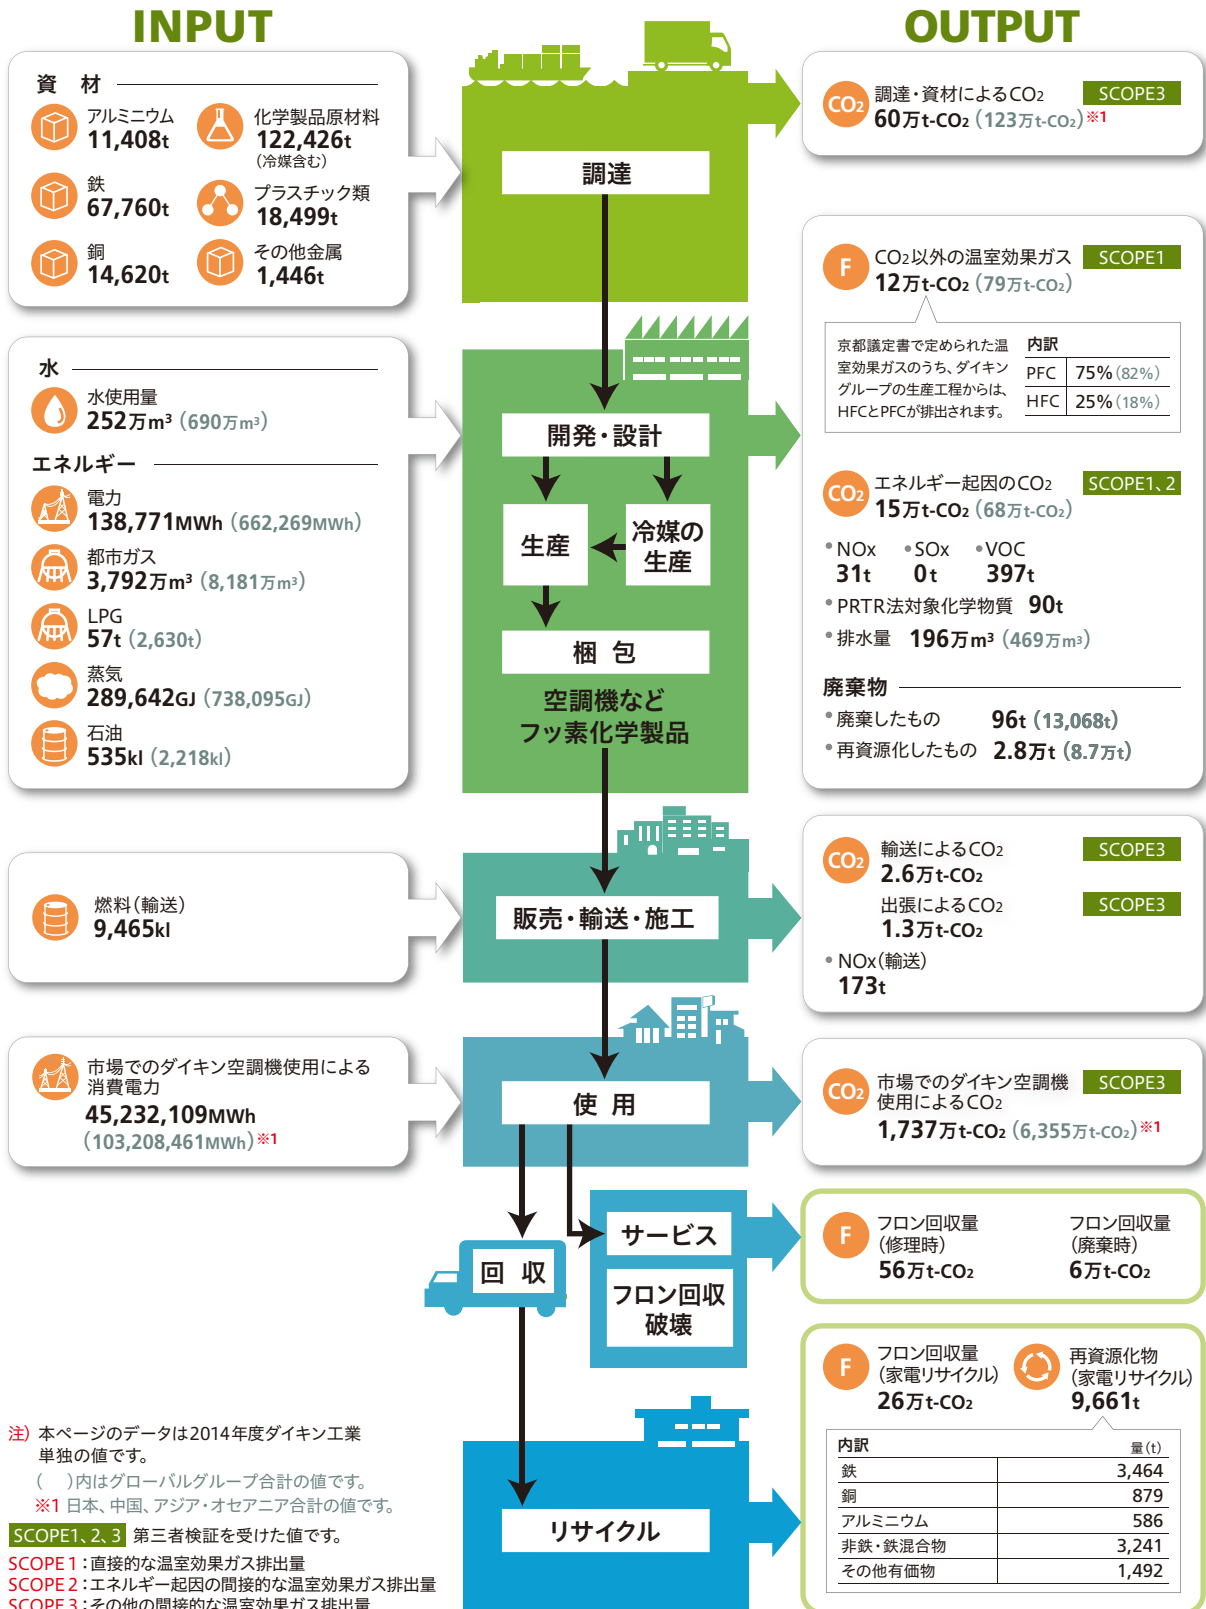 INPUT
資 材
アルミニウム
11,408t
化学製品原材料
122,426t
(冷媒含む)
鉄
67,760t
プラスチック類
18,499t
銅
14,620t
その他金属
1,446t
水
水使用量
252万m³(690万m³)
エネルギー
電力
138,771MWh(662,269MWh)
都市ガス
3,792万m³(8,181万m³)
LPG
57t(2,630t)
蒸気
289,642GJ(738,095GJ)
石油
535kl(2,218kl)
燃料(輸送)
9,465kl
市場でのダイキン空調機使用による
消費電力
45,232,109MWh
(103,208,461MWh)※1
調達
開発・設計
生産
冷媒の
生産
梱 包
空調機など
フッ素化学製品
販売・輸送・施工
使 用
サービス
フロン回収
破壊
回 収
リサイクル
OUTPUT
CO₂ 調達・資材によるCO₂ SCOPE3
60万t-CO₂(123万t-CO₂)※1
F CO₂以外の温室効果ガス SCOPE1
12万t-CO₂(79万t-CO₂)
京都議定書で定められた温
室効果ガスのうち、ダイキン
グループの生産工程からは、
HFCとPFCが排出されます。
内訳
PFC 75%(82%)
HFC 25%(18%)
CO₂ エネルギー起因のCO₂ SCOPE1、2
15万t-CO₂(68万t-CO₂)
•NOx •SOx •VOC
31t 0t 397t
•PRTR法対象化学物質 90t
•排水量 196万m³(469万m³)
廃棄物
•廃棄したもの 96t(13,068t)
•再資源化したもの 2.8万t(8.7万t)
CO₂ 輸送によるCO₂ SCOPE3
2.6万t-CO₂
出張によるCO₂ SCOPE3
1.3万t-CO₂
•NOx(輸送)
173t
CO₂ 市場でのダイキン空調機 SCOPE3
使用によるCO₂
1,737万t-CO₂(6,355万t-CO₂)※1
F フロン回収量
(修理時)
56万t-CO₂
フロン回収量
(廃棄時)
6万t-CO₂
F フロン回収量
(家電リサイクル)
26万t-CO₂
再資源化物
(家電リサイクル)
9,661t
内訳 量(t)
鉄 3,464
銅 879
アルミニウム 586
非鉄・鉄混合物 3,241
その他有価物 1,492
注) 本ページのデータは2014年度ダイキン工業
単独の値です。
( )内はグローバルグループ合計の値です。
※1 日本、中国、アジア・オセアニア合計の値です。
SCOPE1、2、3 第三者検証を受けた値です。
SCOPE 1:直接的な温室効果ガス排出量
SCOPE 2:エネルギー起因の間接的な温室効果ガス排出量
SCOPE 3:その他の間接的な温室効果ガス排出量